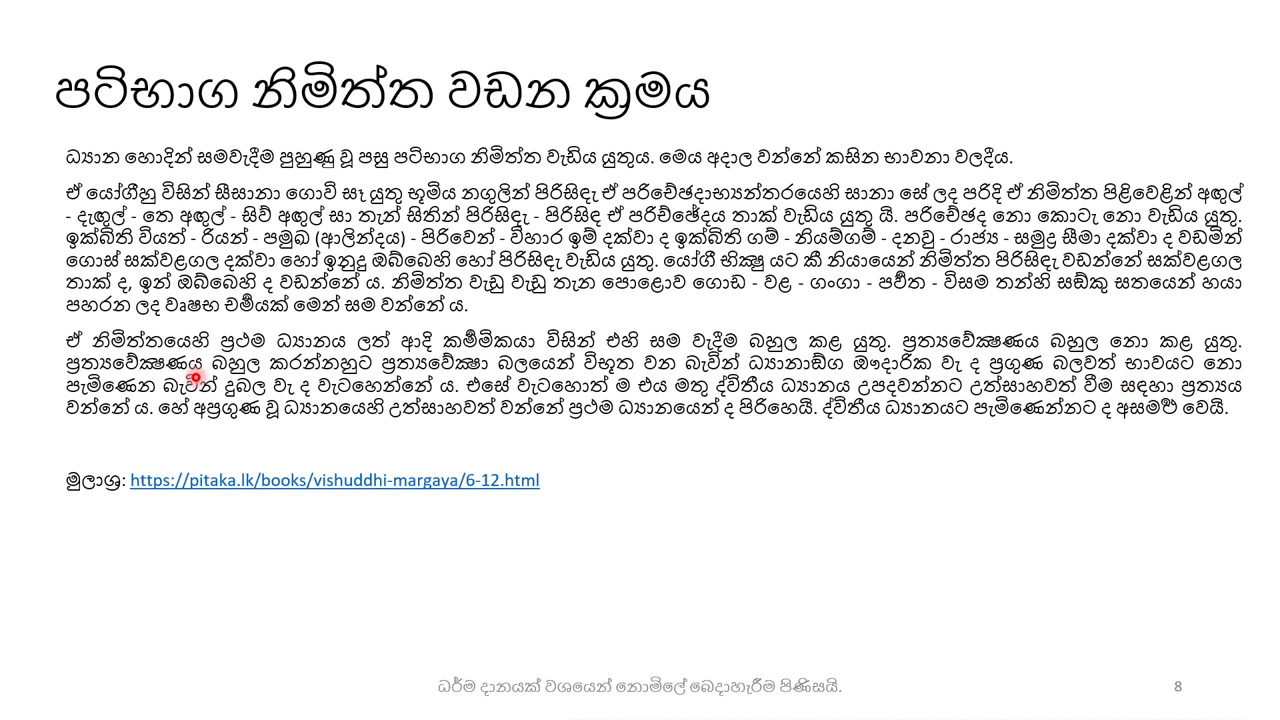 පටිභාග නිමිත්ත වඩන ක්‍රමය
ධ්‍යාන හොදින් සමවැදීම පුහුණු වූ පසු පටිභාග නිමිත්ත වැඩිය යුතුය. මෙය අදාල වන්නේ කසින භාවනා වලදීය.
ඒ යෝගීහු විසින් සීසානා ගොවි සෑ යුතු භූමිය නගුලින් පිරිසිඳැ ඒ පරිච්ඡේදාභ්‍යන්තරයෙහි සානා සේ ලද පරිදි ඒ නිමිත්ත පිළිවෙළින් අඟුල්
- දැඟුල් - තෙ අඟුල් - සිව් අඟුල් සා තැන් සිතින් පිරිසිඳැ - පිරිසිඳ ඒ පරිච්ඡේදය තාක් වැඩිය යුතු යි. පරිච්ඡේද නො කොටැ නො වැඩිය යුතු.
ඉක්බිති වියත් - රියන් - පමුඛ (ආලින්දය) - පිරිවෙන් - විහාර ඉම් දක්වා ද ඉක්බිති ගම් - නියම්ගම් - දනවු - රාජ්‍ය - සමුද්‍ර සීමා දක්වා ද වඩමින්
ගොස් සක්වළගල දක්වා හෝ ඉනුදු ඔබ්බෙහි හෝ පිරිසිඳැ වැඩිය යුතු. යෝගී භික්‍ෂු යට කී නියායෙන් නිමිත්ත පිරිසිඳැ වඩන්නේ සක්වළගල
තාක් ද, ඉන් ඔබ්බෙහි ද වඩන්නේ ය. නිමිත්ත වැඩු වැඩු තැන පොළොව ගොඩ - වළ - ගංගා - පර්‍වත - විසම තන්හි සඞ්කු සතයෙන් හයා
පහරන ලද වෘෂභ චර්‍මයක් මෙන් සම වන්නේ ය.
ඒ නිමිත්තයෙහි ප්‍රථම ධ්‍යානය ලත් ආදි කර්‍මිකයා විසින් එහි සම වැදීම බහුල කළ යුතු. ප්‍රත්‍යවේක්‍ෂණය බහුල නො කළ යුතු.
ප්‍රත්‍යවේක්‍ෂණය බහුල කරන්නහුට ප්‍රත්‍යවේක්‍ෂා බලයෙන් විභූත වන බැවින් ධ්‍යානාඞ්ග ඖදාරික වැ ද ප්‍රගුණ බලවත් භාවයට නො
පැමිණෙන බැවින් දුබල වැ ද වැටහෙන්නේ ය. එසේ වැටහොත් ම එය මතු ද්විතීය ධ්‍යානය උපදවන්නට උත්සාහවත් වීම සඳහා ප්‍රත්‍යය
වන්නේ ය. හේ අප්‍රගුණ වූ ධ්‍යානයෙහි උත්සාහවත් වන්නේ ප්‍රථම ධ්‍යානයෙන් ද පිරිහෙයි. ද්විතීය ධ්‍යානයට පැමිණෙන්නට ද අසමර්‍ථ වෙයි.
මුලාශ්‍ර: https://pitaka.lk/books/vishuddhi-margaya/6-12.html
ධර්ම දානයක් වශයෙන් නොමිලේ බෙදාහැරීම පිණිසයි.
8